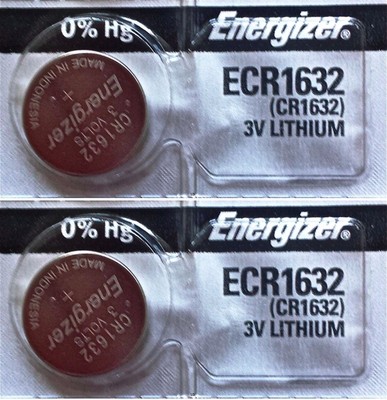 0% Hg
Energizer®
MADE IN INDONESIA
+
Energizer
3 VOLTS
CR1632
ECR1632
(CR1632)
3V LITHIUM
0% Hg
Energizer®
MADE IN INDONESIA
+
Energizer
3 VOLTS
CR1632
ECR1632
(CR1632)
3V LITHIUM